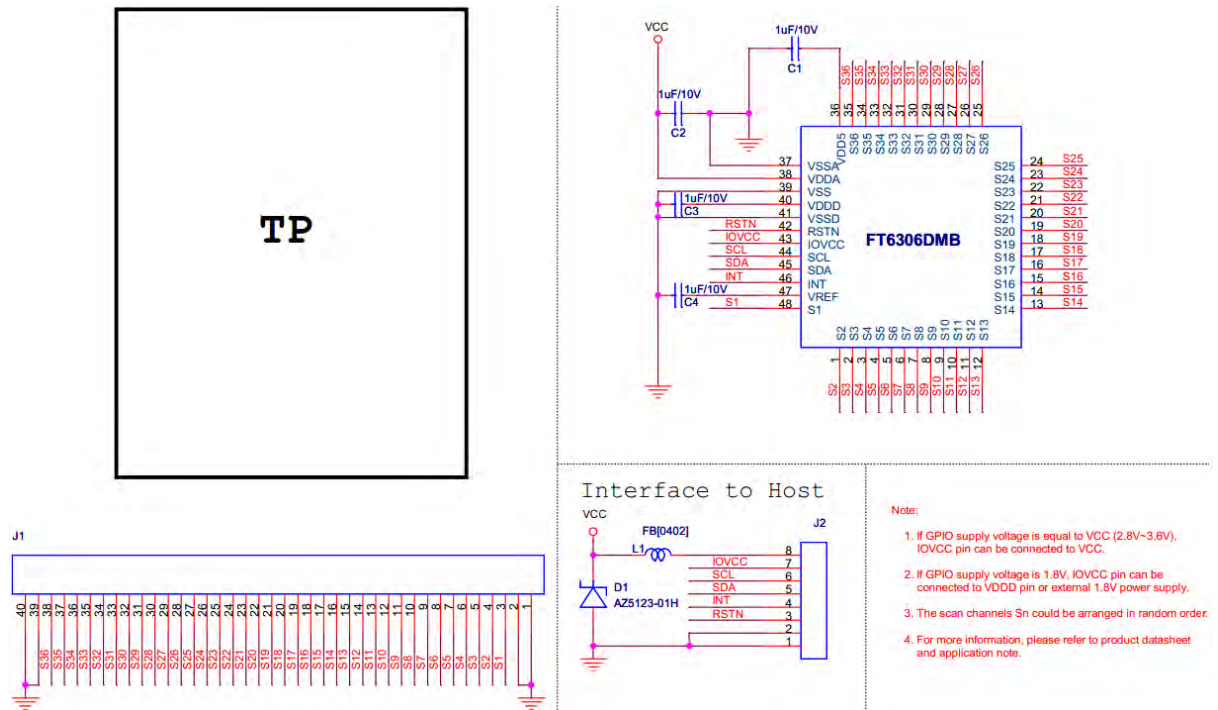 TP
VCC
1uF/10V
C1
1uF/10V
C2
S36 S35 S34 S33 S32 S31 S30 S29 S28 S27 S26
36 35 34 33 32 31 30 29 28 27 26 25
VDD5 S36 S35 S34 S33 S32 S31 S30 S29 S28 S27 S26
37 VSSA
38 VDDA
39 VSS
1uF/10V 40 VDDD
C3 41 VSSD
RSTN 42 RSTN
IOVCC 43 IOVCC
SCL 44 SCL
SDA 45 SDA
INT 46 INT
1uF/10V 47 VREF
C4 S1 48 S1
FT6306DMB
S25 24 S25
S24 23 S24
S23 22 S23
S22 21 S22
S21 20 S21
S20 19 S20
S19 18 S19
S18 17 S18
S17 16 S17
S16 15 S16
S15 14 S15
S14 13 S14
S2 S3 S4 S5 S6 S7 S8 S9 S10 S11 S12 S13
1 2 3 4 5 6 7 8 9 10 11 12
S2 S3 S4 S5 S6 S7 S8 S9 S10 S11 S12 S13
J1
40 39 38 37 36 35 34 33 32 31 30 29 28 27 26 25 24 23 22 21 20 19 18 17 16 15 14 13 12 11 10 9 8 7 6 5 4 3 2 1
S36 S35 S34 S33 S32 S31 S30 S29 S28 S27 S26 S25 S24 S23 S22 S21 S20 S19 S18 S17 S16 S15 S14 S13 S12 S11 S10 S9 S8 S7 S6 S5 S4 S3 S2 S1
Interface to Host
VCC
FB[0402]
L1
J2
8
IOVCC 7
SCL 6
SDA 5
INT 4
RSTN 3
2
1
D1
AZ5123-01H
Note:
1. If GPIO supply voltage is equal to VCC (2.8V~3.6V),
IOVCC pin can be connected to VCC.
2. If GPIO supply voltage is 1.8V, IOVCC pin can be
connected to VDDD pin or external 1.8V power supply.
3. The scan channels Sn could be arranged in random order.
4. For more information, please refer to product datasheet
and application note.